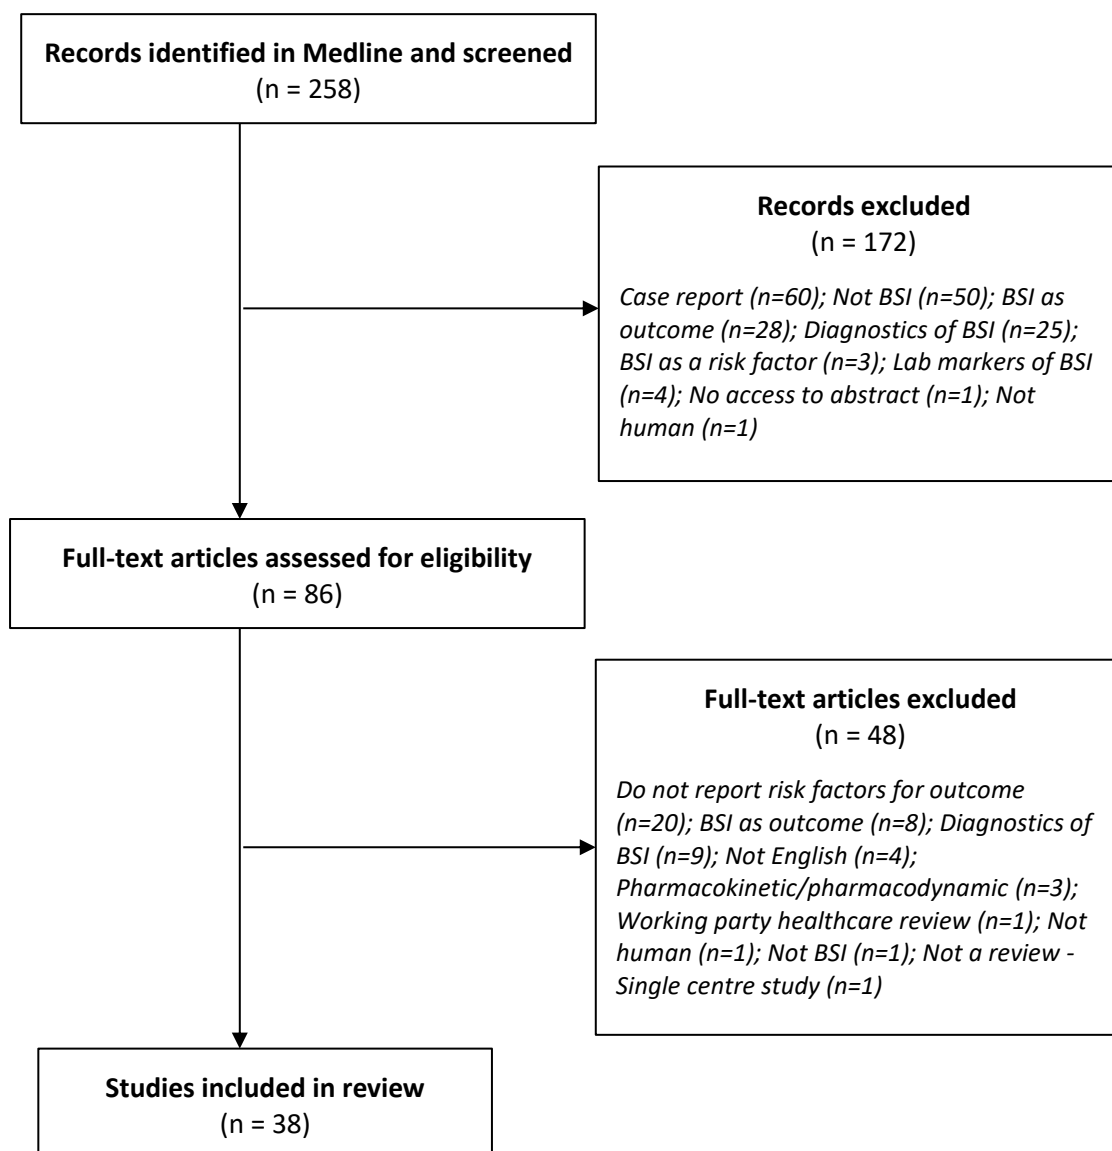 Records identified in Medline and screened
(n = 258)
Records excluded
(n = 172)
Case report (n=60); Not BSI (n=50); BSI as
outcome (n=28); Diagnostics of BSI (n=25);
BSI as a risk factor (n=3); Lab markers of BSI
(n=4); No access to abstract (n=1); Not
human (n=1)
Full-text articles assessed for eligibility
(n = 86)
Full-text articles excluded
(n = 48)
Do not report risk factors for outcome
(n=20); BSI as outcome (n=8); Diagnostics of
BSI (n=9); Not English (n=4);
Pharmacokinetic/pharmacodynamic (n=3);
Working party healthcare review (n=1); Not
human (n=1); Not BSI (n=1); Not a review -
Single centre study (n=1)
Studies included in review
(n = 38)